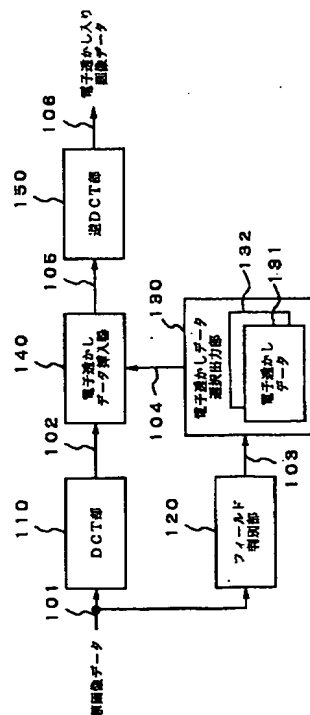 原画像データ
101
110
DCT部
102
140
電子透かし
データ挿入器
105
150
逆DCT部
106
電子透かし入り
画像データ
120
フィールド
判別部
103
104
130
電子透かしデータ
選択出力部
132
131
電子透かし
データ